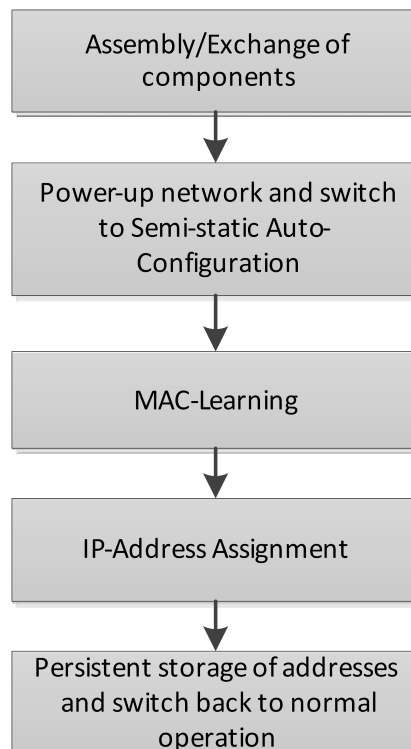 Assembly/Exchange of
components
Power-up network and switch
to Semi-static Auto-
Configuration
MAC-Learning
IP-Address Assignment
Persistent storage of addresses
and switch back to normal
operation